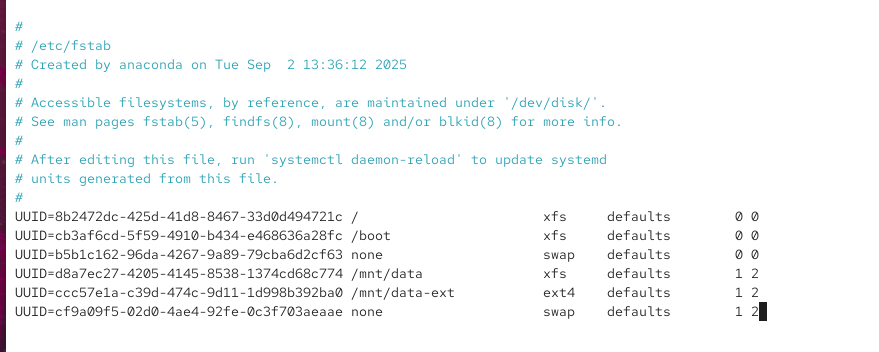 #
# /etc/fstab
# Created by anaconda on Tue Sep  2 13:36:12 2025
#
# Accessible filesystems, by reference, are maintained under '/dev/disk/'.
# See man pages fstab(5), findfs(8), mount(8) and/or blkid(8) for more info.
#
# After editing this file, run 'systemctl daemon-reload' to update systemd
# units generated from this file.
#
UUID=8b2472dc-425d-41d8-8467-33d0d494721c /                       xfs     defaults        0 0
UUID=cb3af6cd-5f59-4910-b434-e468636a28fc /boot                   xfs     defaults        0 0
UUID=b5b1c162-96da-4267-9a89-79cba6d2cf63 none                    swap    defaults        0 0
UUID=d8a7ec27-4205-4145-8538-1374cd68c774 /mnt/data               xfs     defaults        1 2
UUID=ccc57e1a-c39d-474c-9d11-1d998b392ba0 /mnt/data-ext           ext4    defaults        1 2
UUID=cf9a09f5-02d0-4ae4-92fe-0c3f703aeaae none                    swap    defaults        1 2